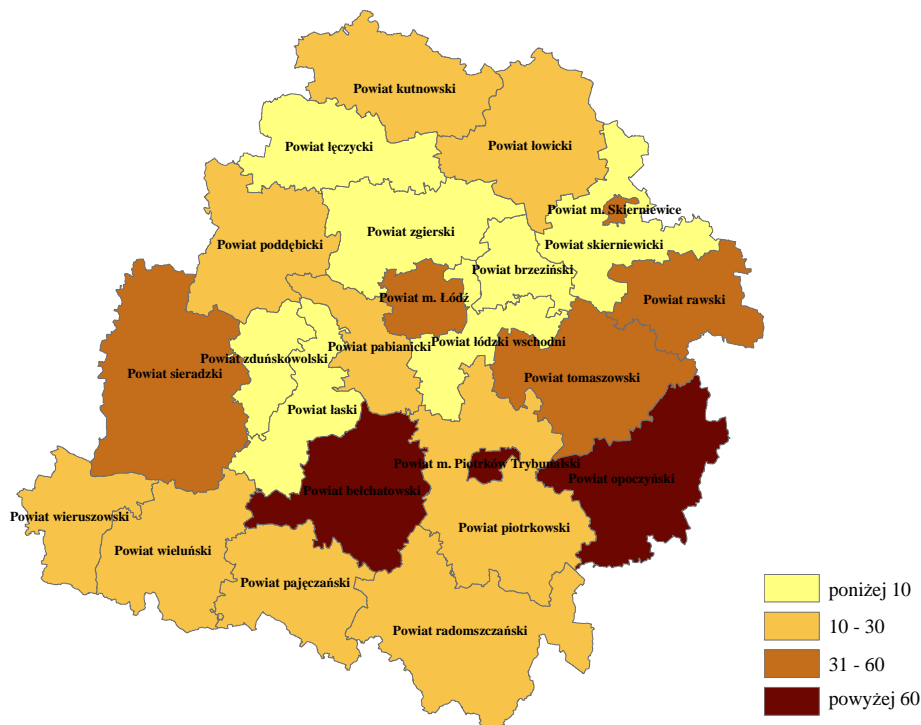 Powiat kutnowski
Powiat łęczycki
Powiat łowicki
Powiat m. Skierniewice
Powiat zgierski
Powiat poddębicki
Powiat skierniewicki
Powiat brzeziński
Powiat m. Łódź
Powiat rawski
Powiat łódzki wschodni
Powiat pabianicki
Powiat zduńskowolski
Powiat sieradzki
Powiat tomaszowski
Powiat łaski
Powiat m. Piotrków Trybunalski
Powiat opoczyński
Powiat bełchatowski
Powiat wieruszowski
Powiat piotrkowski
Powiat wieluński
Powiat pajęczański
Powiat radomszczański
poniżej 10
10 - 30
31 - 60
powyżej 60